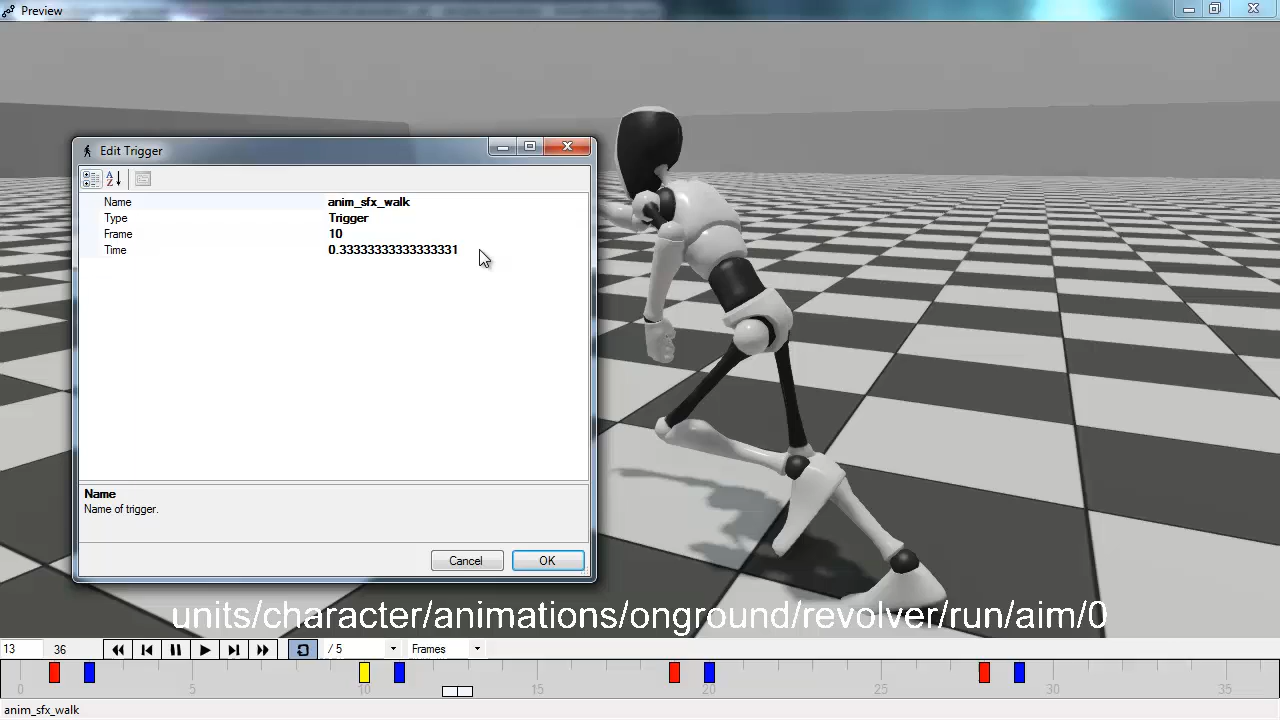 Preview
Edit Trigger
Name anim_sfx_walk
Type Trigger
Frame 10
Time 0.33333333333333331
Name
Name of trigger.
Cancel OK
units/character/animations/onground/revolver/run/aim/0
13 36 / 5 Frames
0 5 10 15 20 25 30 35
anim_sfx_walk